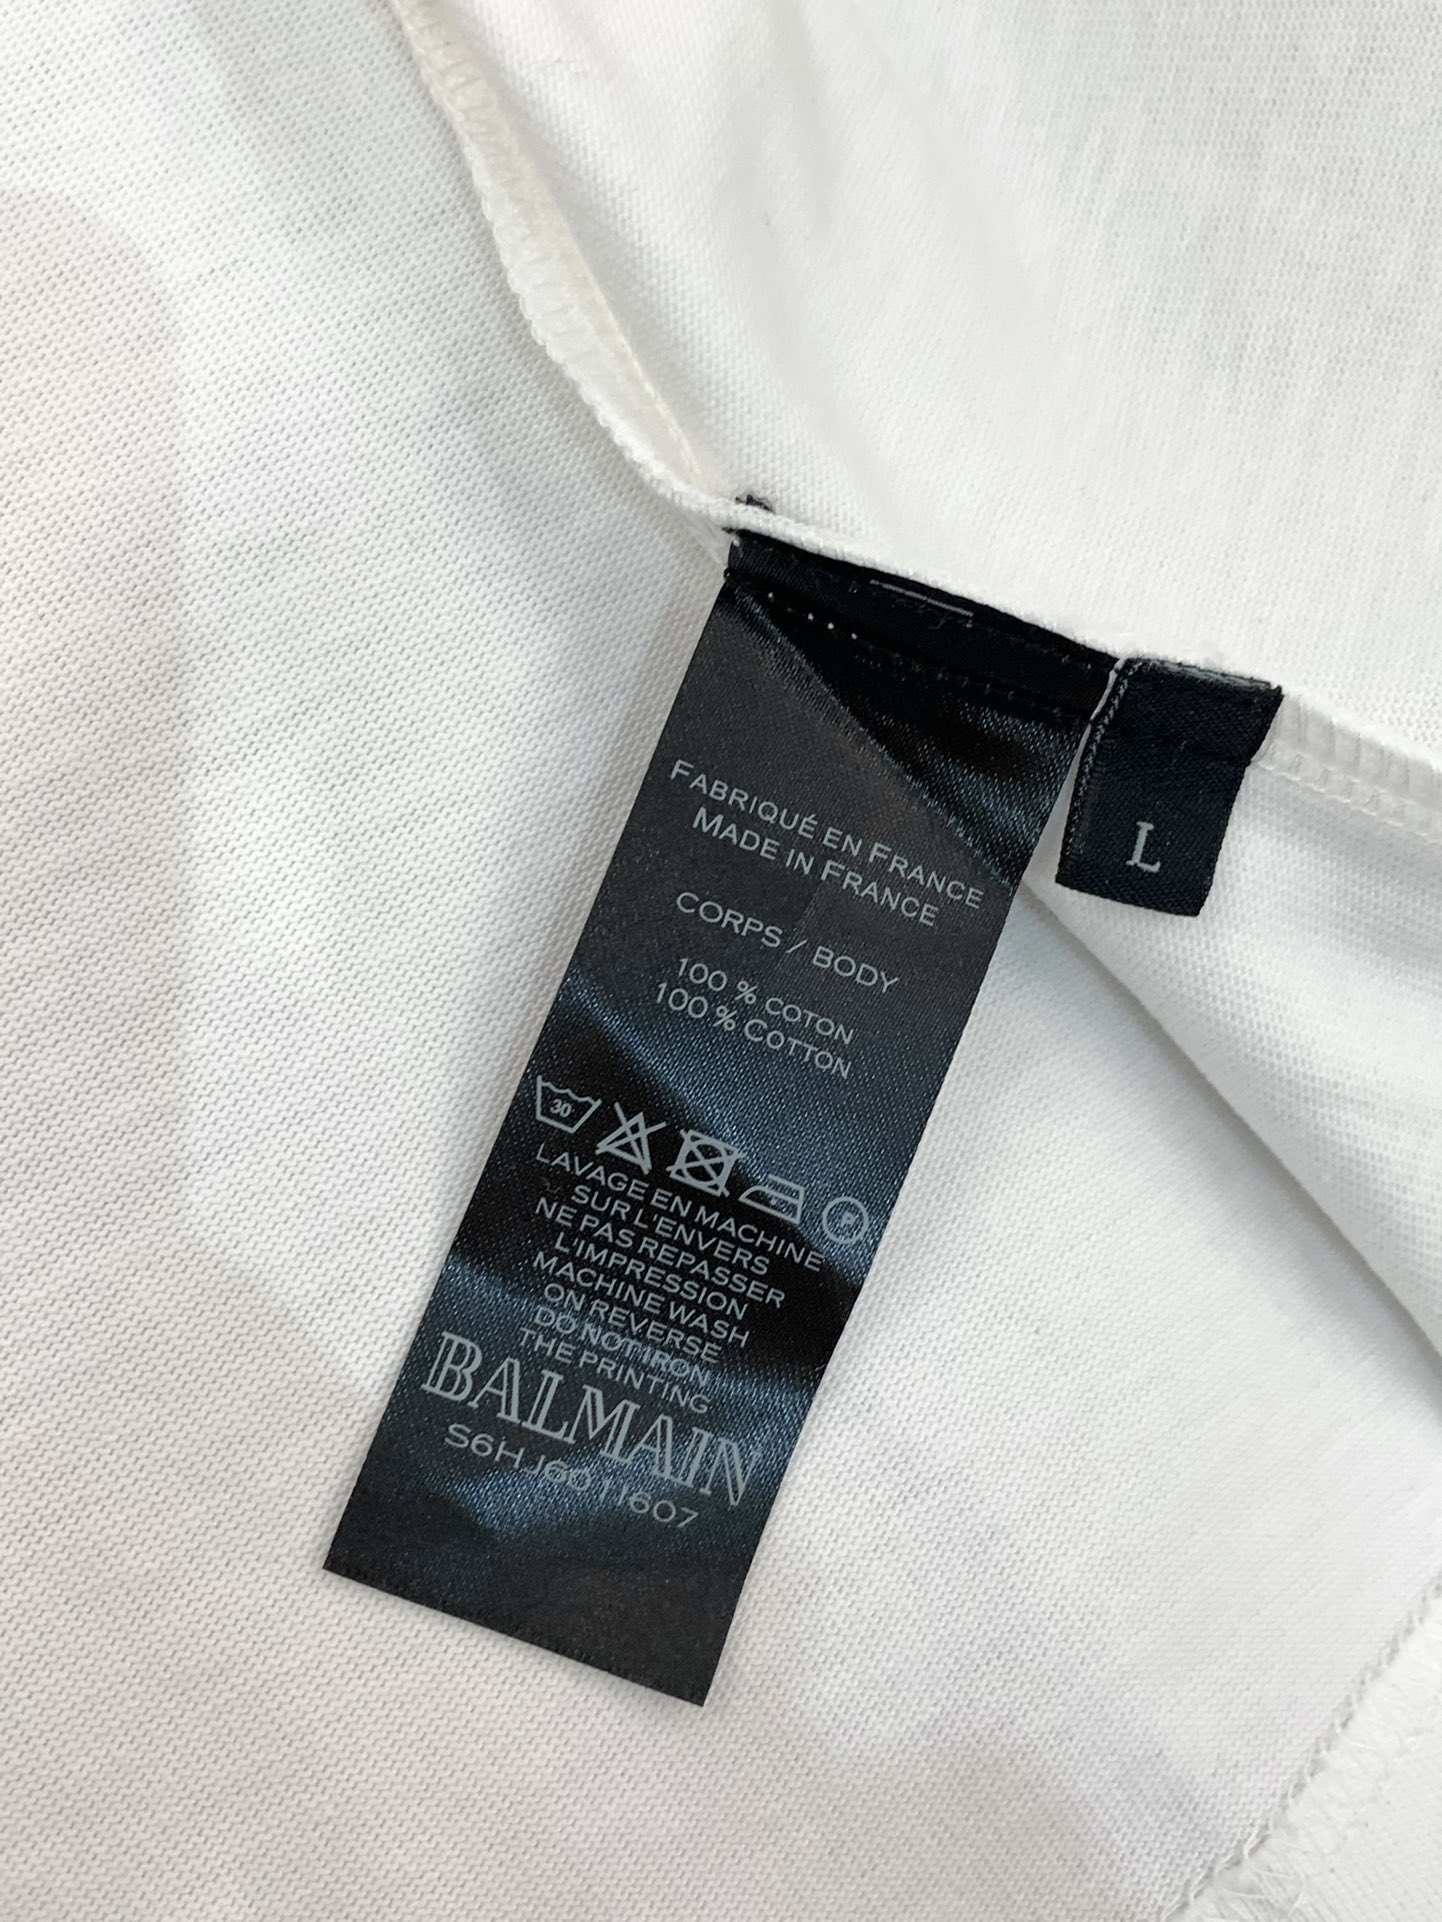 L
FABRIQUÉ EN FRANCE
MADE IN FRANCE
CORPS / BODY
100 % COTON
100 % COTTON
30
P
LAVAGE EN MACHINE
SUR L'ENVERS
NE PAS REPASSER
L'IMPRESSION
MACHINE WASH
ON REVERSE
DO NOT IRON
THE PRINTING
BALMAIN
S6HJ6011607